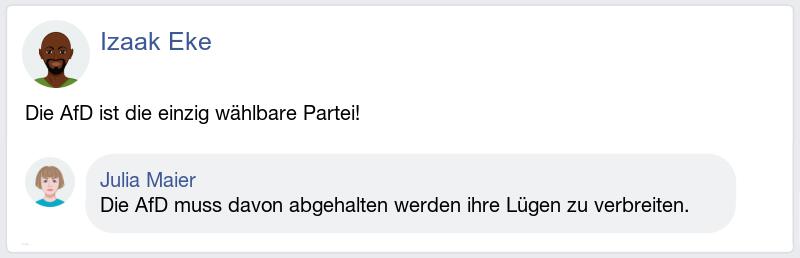 Izaak Eke
Die AfD ist die einzig wählbare Partei!
Julia Maier
Die AfD muss davon abgehalten werden ihre Lügen zu verbreiten.